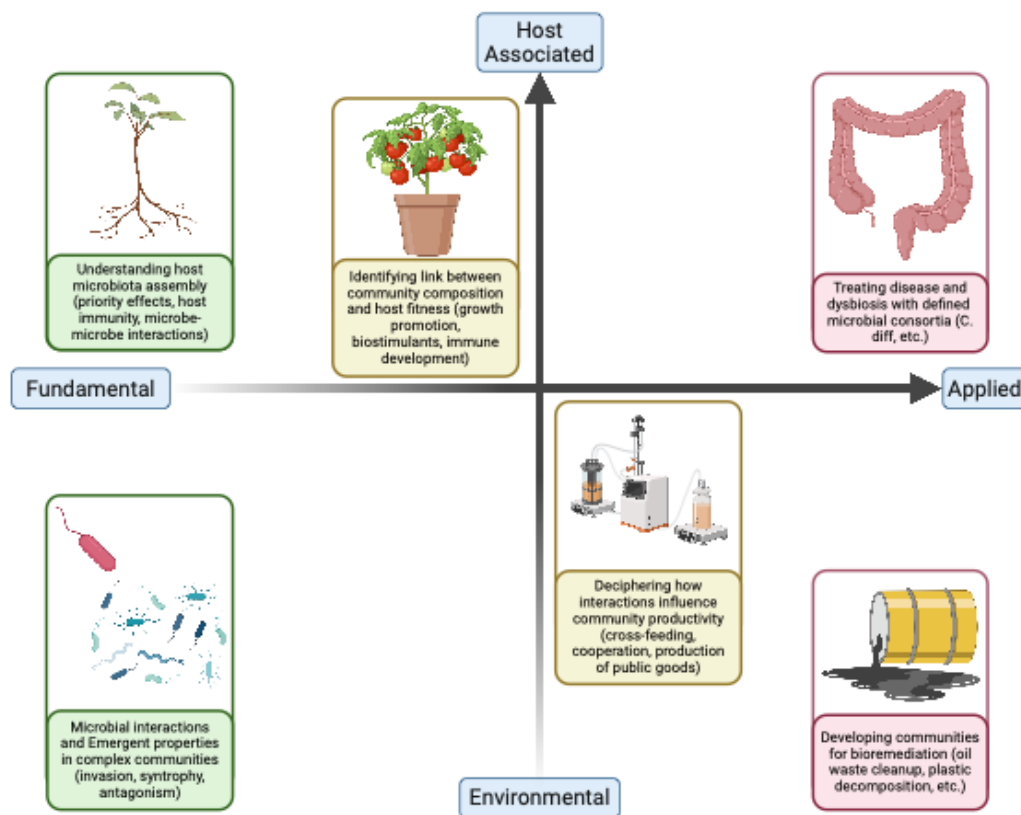 Host
Associated
Understanding host
microbiota assembly
(priority effects, host
immunity, microbe-
microbe interactions)
Identifying link between
community composition
and host fitness (growth
promotion,
biostimulants, immune
development)
Treating disease and
dysbiosis with defined
microbial consortia (C.
diff, etc.)
Fundamental
Applied
Deciphering how
interactions influence
community productivity
(cross-feeding,
cooperation, production
of public goods)
Microbial interactions
and Emergent properties
in complex communities
(invasion, syntrophy,
antagonism)
Developing communities
for bioremediation (oil
waste cleanup, plastic
decomposition, etc.)
Environmental